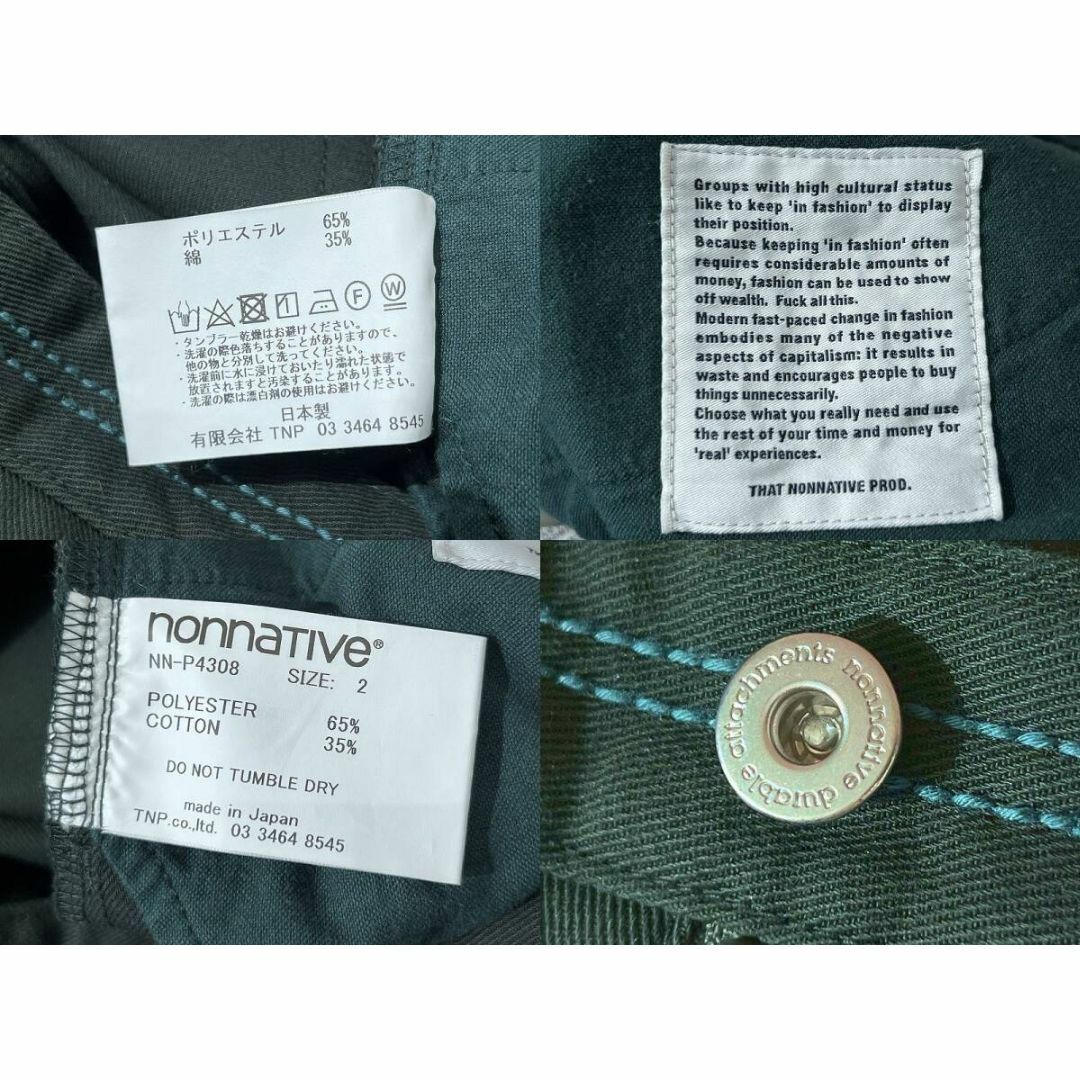 ポリエステル 65%
綿 35%
・タンブラー乾燥はお避けください。
・洗濯の際色落ちすることがありますので、
他の物と分別して洗ってください。
・洗濯前に水に浸けておいたり濡れた状態で
放置されますと汚染することがあります。
・洗濯の際は漂白剤の使用はお避けください。
日本製
有限会社 TNP 03 3464 8545
Groups with high cultural status
like to keep 'in fashion' to display
their position.
Because keeping 'in fashion' often
requires considerable amounts of
money, fashion can be used to show
off wealth. Fuck all this.
Modern fast-paced change in fashion
embodies many of the negative
aspects of capitalism: it results in
waste and encourages people to buy
things unnecessarily.
Choose what you really need and use
the rest of your time and money for
'real' experiences.
THAT NONNATIVE PROD.
nonnative®
NN-P4308 SIZE: 2
POLYESTER 65%
COTTON 35%
DO NOT TUMBLE DRY
made in Japan
TNP.co.,ltd. 03 3464 8545
nonnative durable attachments